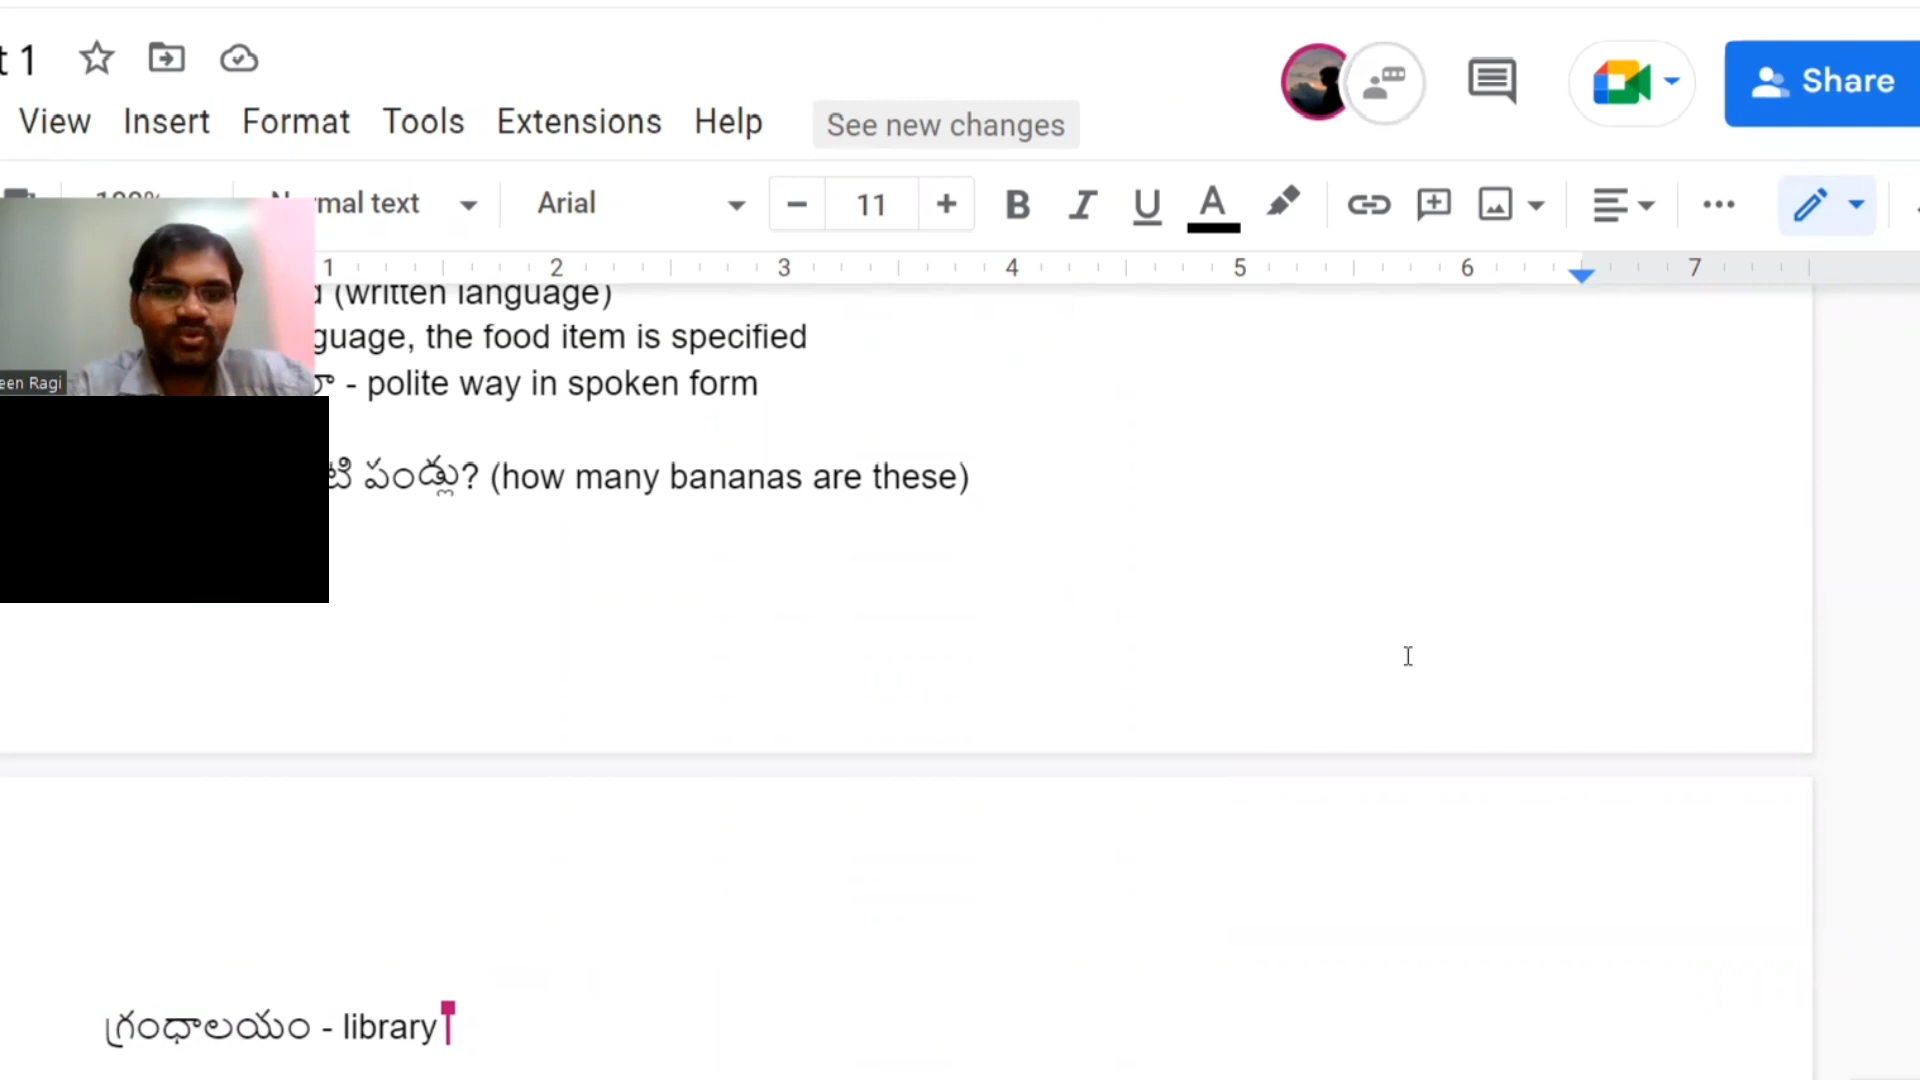 t 1
View Insert Format Tools Extensions Help See new changes
Share
mal text Arial 11
1 2 3 4 5 6 7
(written language)
guage, the food item is specified
- polite way in spoken form
een Ragi
టి పండ్లు? (how many bananas are these)
గ్రంధాలయం - library